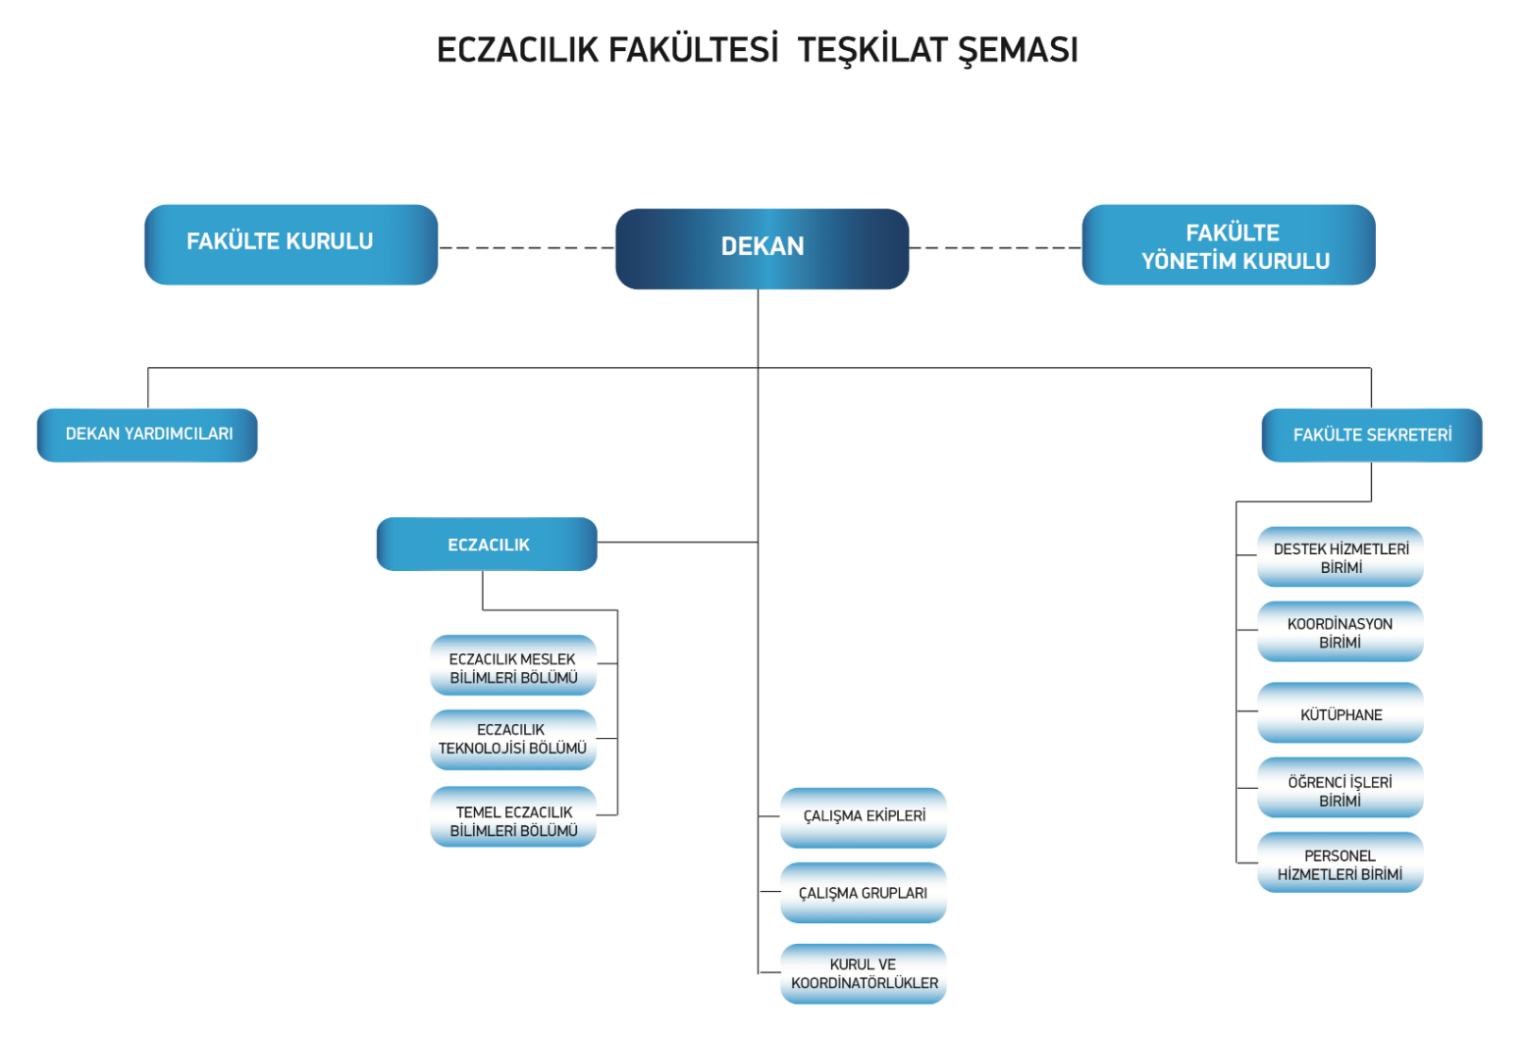 ECZACILIK FAKÜLTESİ TEŞKİLAT ŞEMASI
FAKÜLTE KURULU
DEKAN
FAKÜLTE
YÖNETİM KURULU
DEKAN YARDIMCILARI
FAKÜLTE SEKRETERİ
ECZACILIK
ECZACILIK MESLEK
BİLİMLERİ BÖLÜMÜ
ECZACILIK
TEKNOLOJİSİ BÖLÜMÜ
TEMEL ECZACILIK
BİLİMLERİ BÖLÜMÜ
ÇALIŞMA EKİPLERİ
ÇALIŞMA GRUPLARI
KURUL VE
KOORDİNATÖRLÜKLER
DESTEK HİZMETLERİ
BİRİMİ
KOORDİNASYON
BİRİMİ
KÜTÜPHANE
ÖĞRENCİ İŞLERİ
BİRİMİ
PERSONEL
HİZMETLERİ BİRİMİ